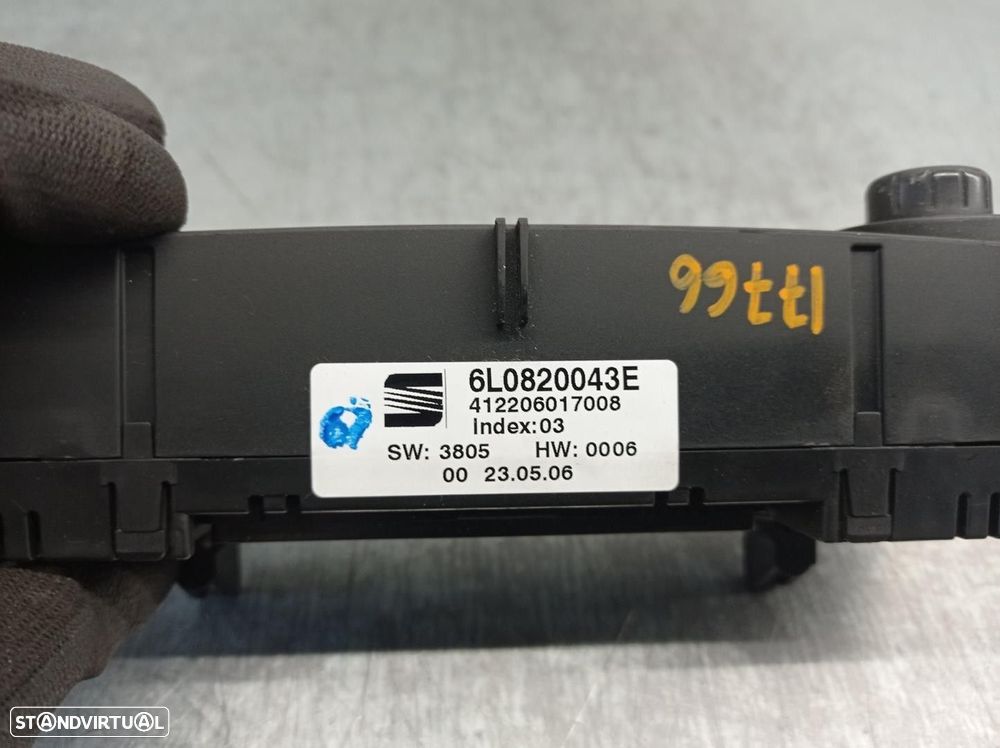 17766
6L0820043E
412206017008
Index:03
SW: 3805 HW: 0006
00 23.05.06
STANDVIRTUAL